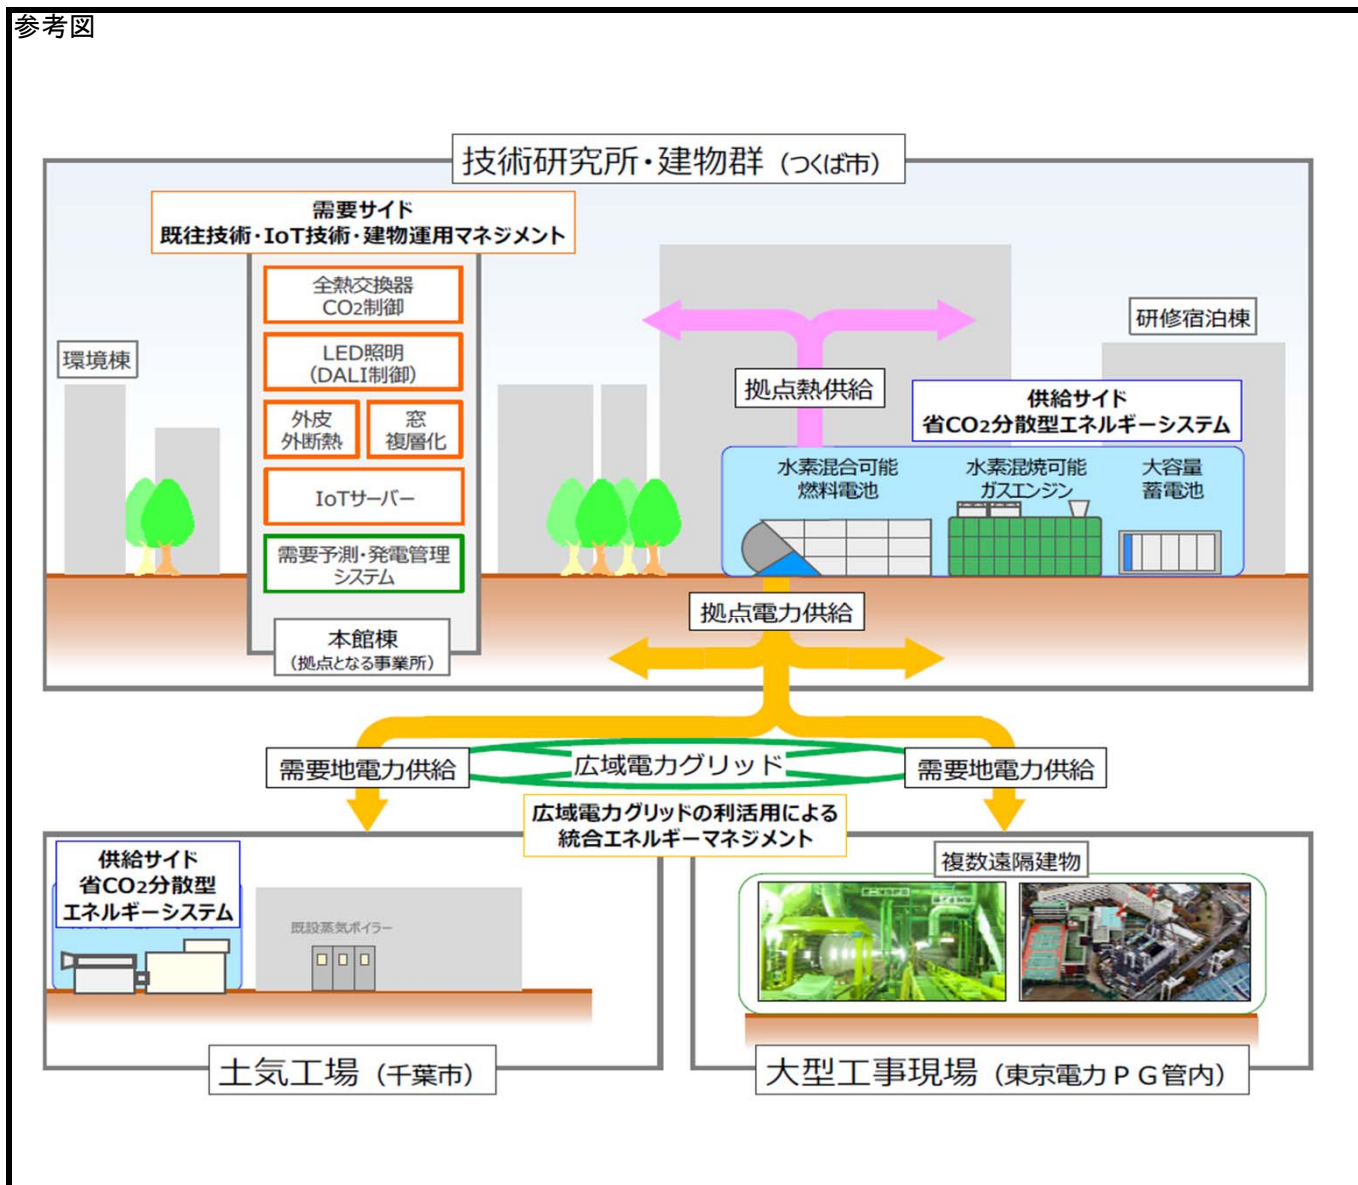 参考図
技術研究所・建物群（つくば市）
需要サイド
既往技術・IoT技術・建物運用マネジメント
全熱交換器
CO2制御
LED照明
（DALI制御）
外皮
外断熱
窓
複層化
IoTサーバー
需要予測・発電管理
システム
本館棟
（拠点となる事業所）
環境棟
研修宿泊棟
拠点熱供給
供給サイド
省CO2分散型エネルギーシステム
水素混合可能
燃料電池
水素混焼可能
ガスエンジン
大容量
蓄電池
拠点電力供給
需要地電力供給
広域電力グリッド
需要地電力供給
広域電力グリッドの利活用による
統合エネルギーマネジメント
供給サイド
省CO2分散型
エネルギーシステム
既設蒸気ボイラー
土気工場（千葉市）
複数遠隔建物
大型工事現場（東京電力ＰＧ管内）